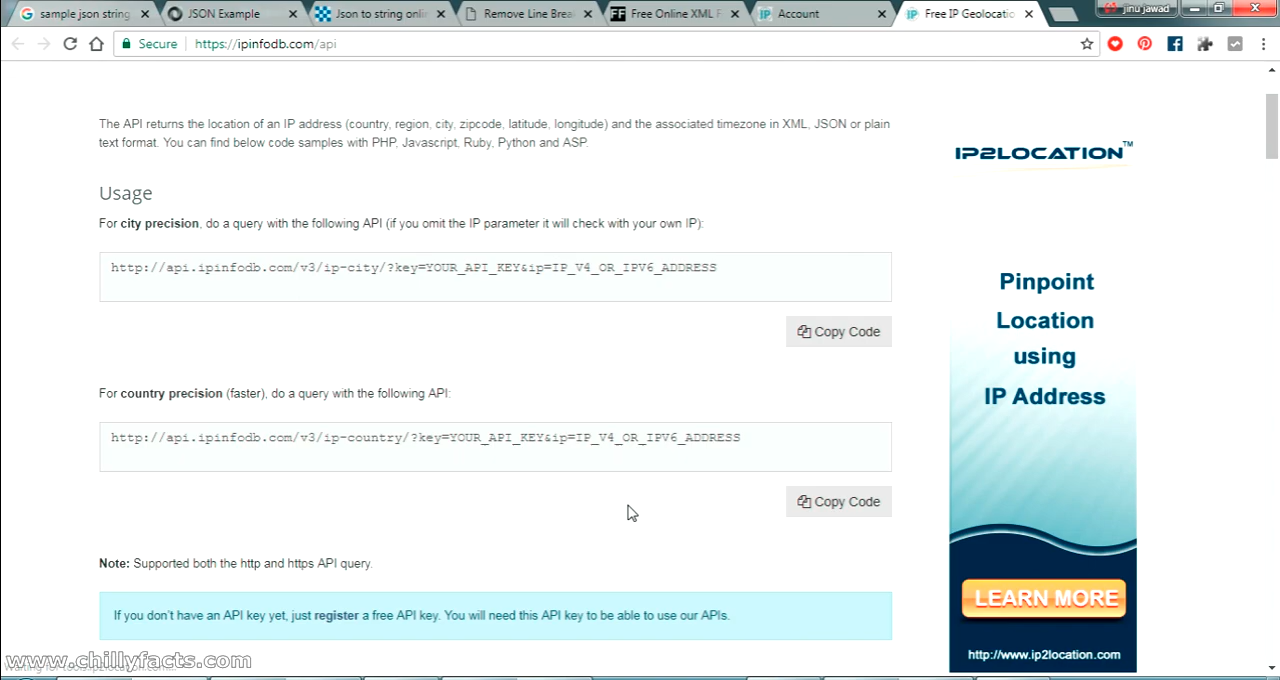 sample json string
JSON Example
Json to string onlin
Remove Line Brea
Free Online XML F
Account
Free IP Geolocatio
jinu jawad
Secure
https://ipinfodb.com/api
The API returns the location of an IP address (country, region, city, zipcode, latitude, longitude) and the associated timezone in XML, JSON or plain
text format. You can find below code samples with PHP, Javascript, Ruby, Python and ASP.
IP2LOCATION™
Usage
For city precision, do a query with the following API (if you omit the IP parameter it will check with your own IP):
http://api.ipinfodb.com/v3/ip-city/?key=YOUR_API_KEY&ip=IP_V4_OR_IPV6_ADDRESS
Copy Code
For country precision (faster), do a query with the following API:
http://api.ipinfodb.com/v3/ip-country/?key=YOUR_API_KEY&ip=IP_V4_OR_IPV6_ADDRESS
Copy Code
Note: Supported both the http and https API query.
If you don't have an API key yet, just register a free API key. You will need this API key to be able to use our APIs.
Pinpoint
Location
using
IP Address
LEARN MORE
http://www.ip2location.com
www.chillyfacts.com